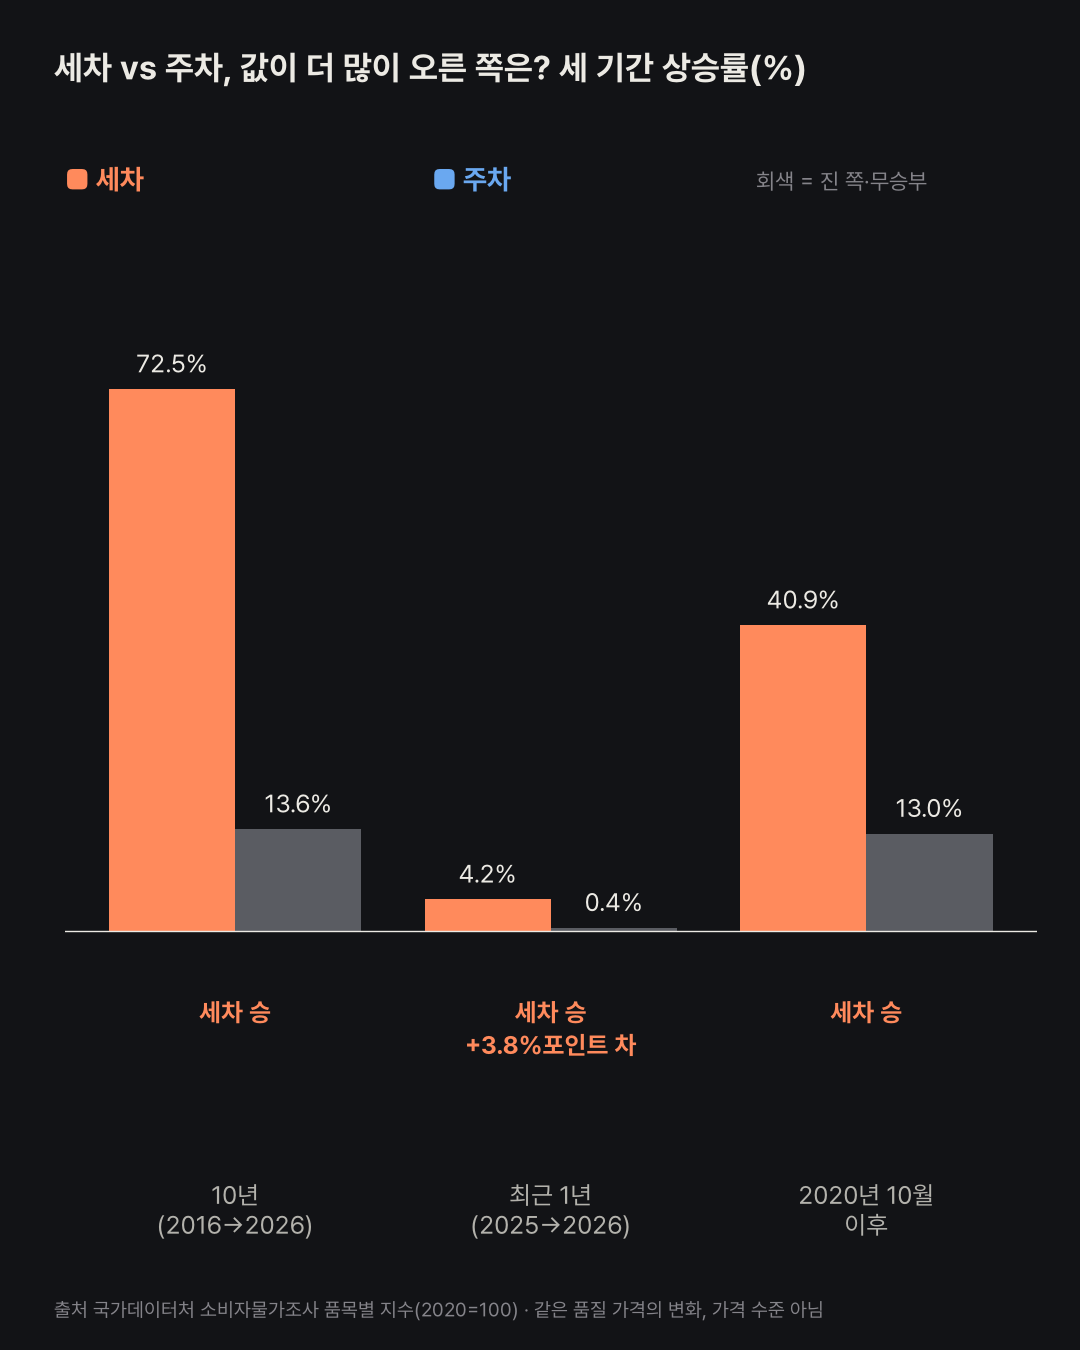 세차 vs 주차, 값이 더 많이 오른 쪽은? 세 기간 상승률(%)
세차
주차
회색 = 진 쪽·무승부
72.5%
13.6%
4.2%
0.4%
40.9%
13.0%
세차 승
세차 승
+3.8%포인트 차
세차 승
10년
(2016→2026)
최근 1년
(2025→2026)
2020년 10월
이후
출처 국가데이터처 소비자물가조사 품목별 지수(2020=100) · 같은 품질 가격의 변화, 가격 수준 아님